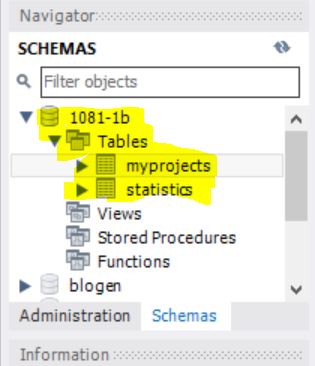 Navigator
SCHEMAS
Filter objects
1081-1b
Tables
myprojects
statistics
Views
Stored Procedures
Functions
blogen
Administration Schemas
Information